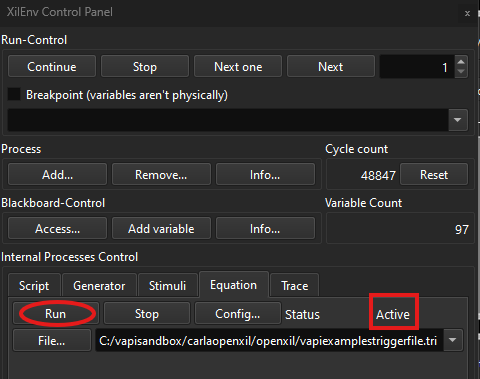 XilEnv Control Panel x
Run-Control
Continue Stop Next one Next 1
Breakpoint (variables aren't physically)
Process Cycle count
Add... Remove... Info... 48847 Reset
Blackboard-Control Variable Count
Access... Add variable Info... 97
Internal Processes Control
Script Generator Stimuli Equation Trace
Run Stop Config... Status Active
File... C:/vapisandbox/carlaopenxil/openxil/vapiexamplestriggerfile.tri